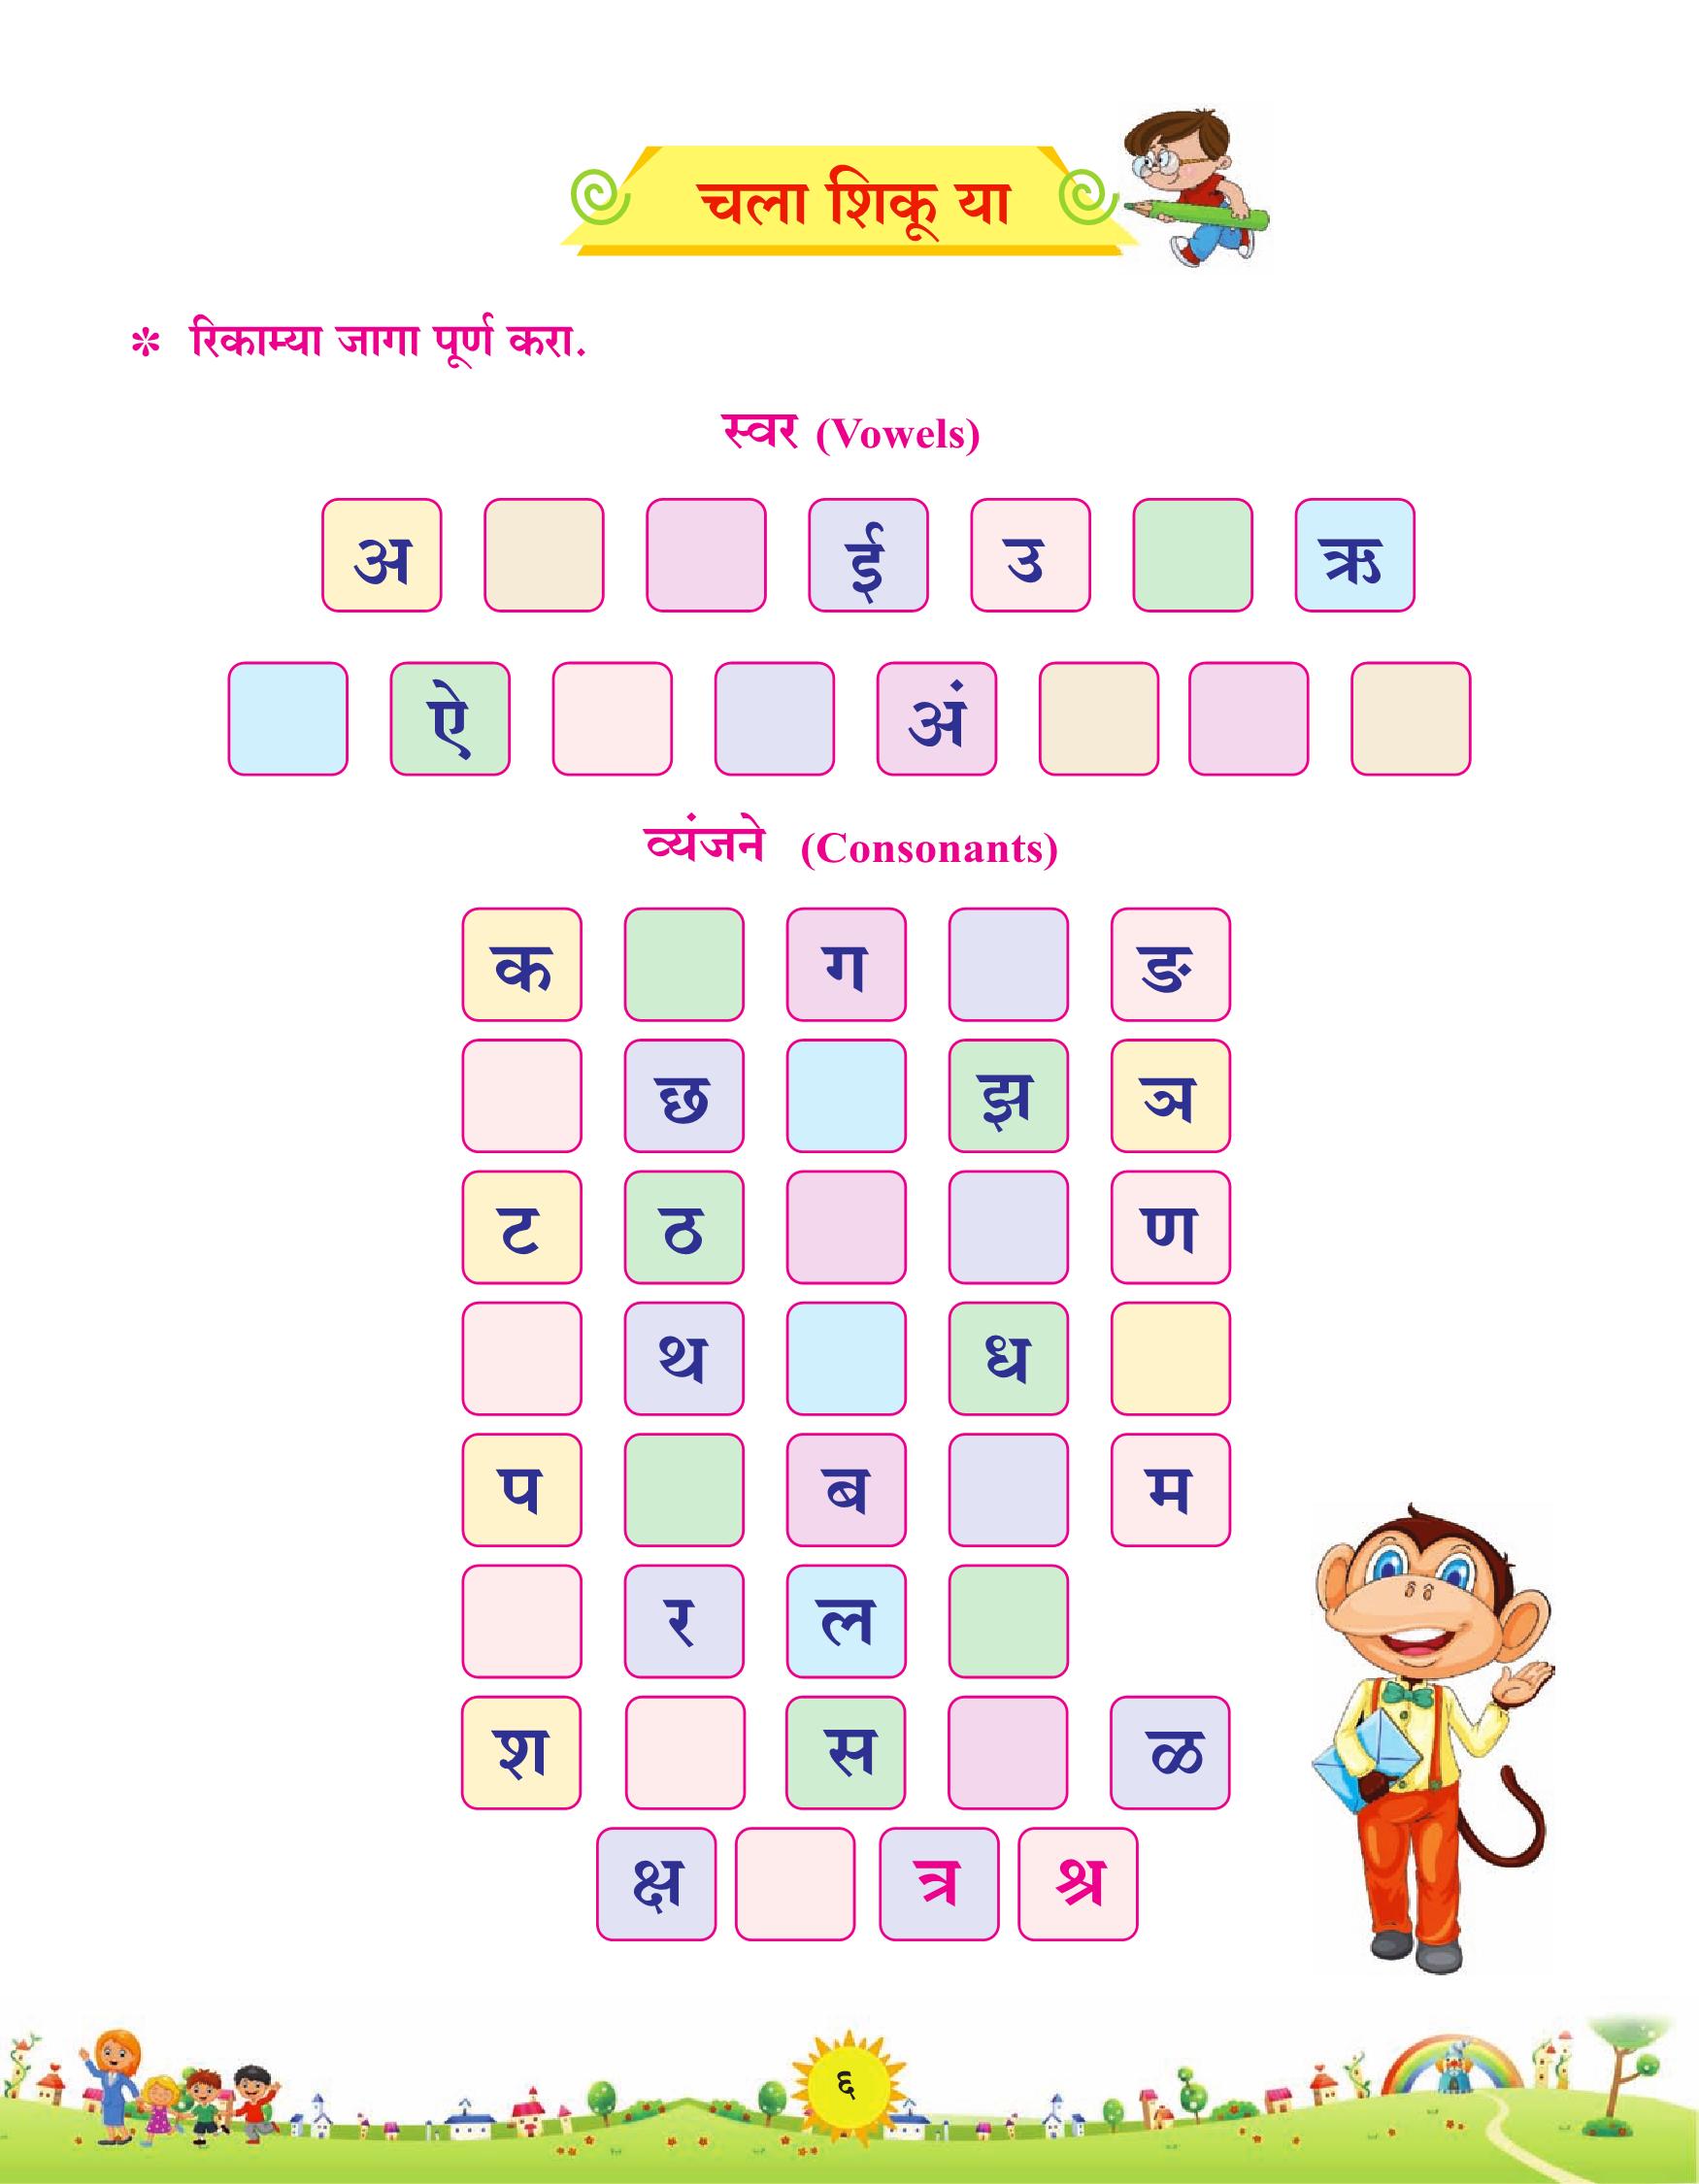 चला शिकू या
* रिकाम्या जागा पूर्ण करा.
स्वर (Vowels)
अ ई उ ऋ
ऐ अं
व्यंजने (Consonants)
क ग ङ
छ झ ञ
ट ठ ण
थ ध
प ब म
र ल
श स ळ
क्ष त्र श्र
६